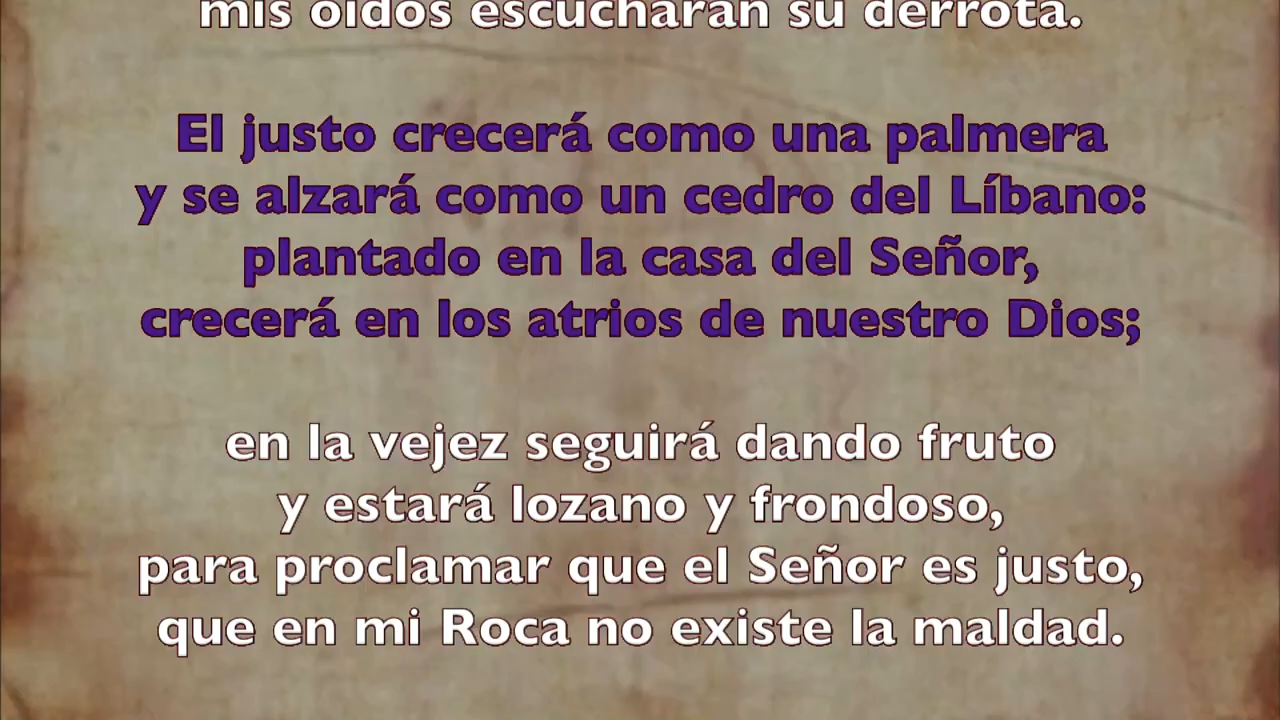 mis oídos escucharán su derrota.
El justo crecerá como una palmera
y se alzará como un cedro del Líbano:
plantado en la casa del Señor,
crecerá en los atrios de nuestro Dios;
en la vejez seguirá dando fruto
y estará lozano y frondoso,
para proclamar que el Señor es justo,
que en mi Roca no existe la maldad.